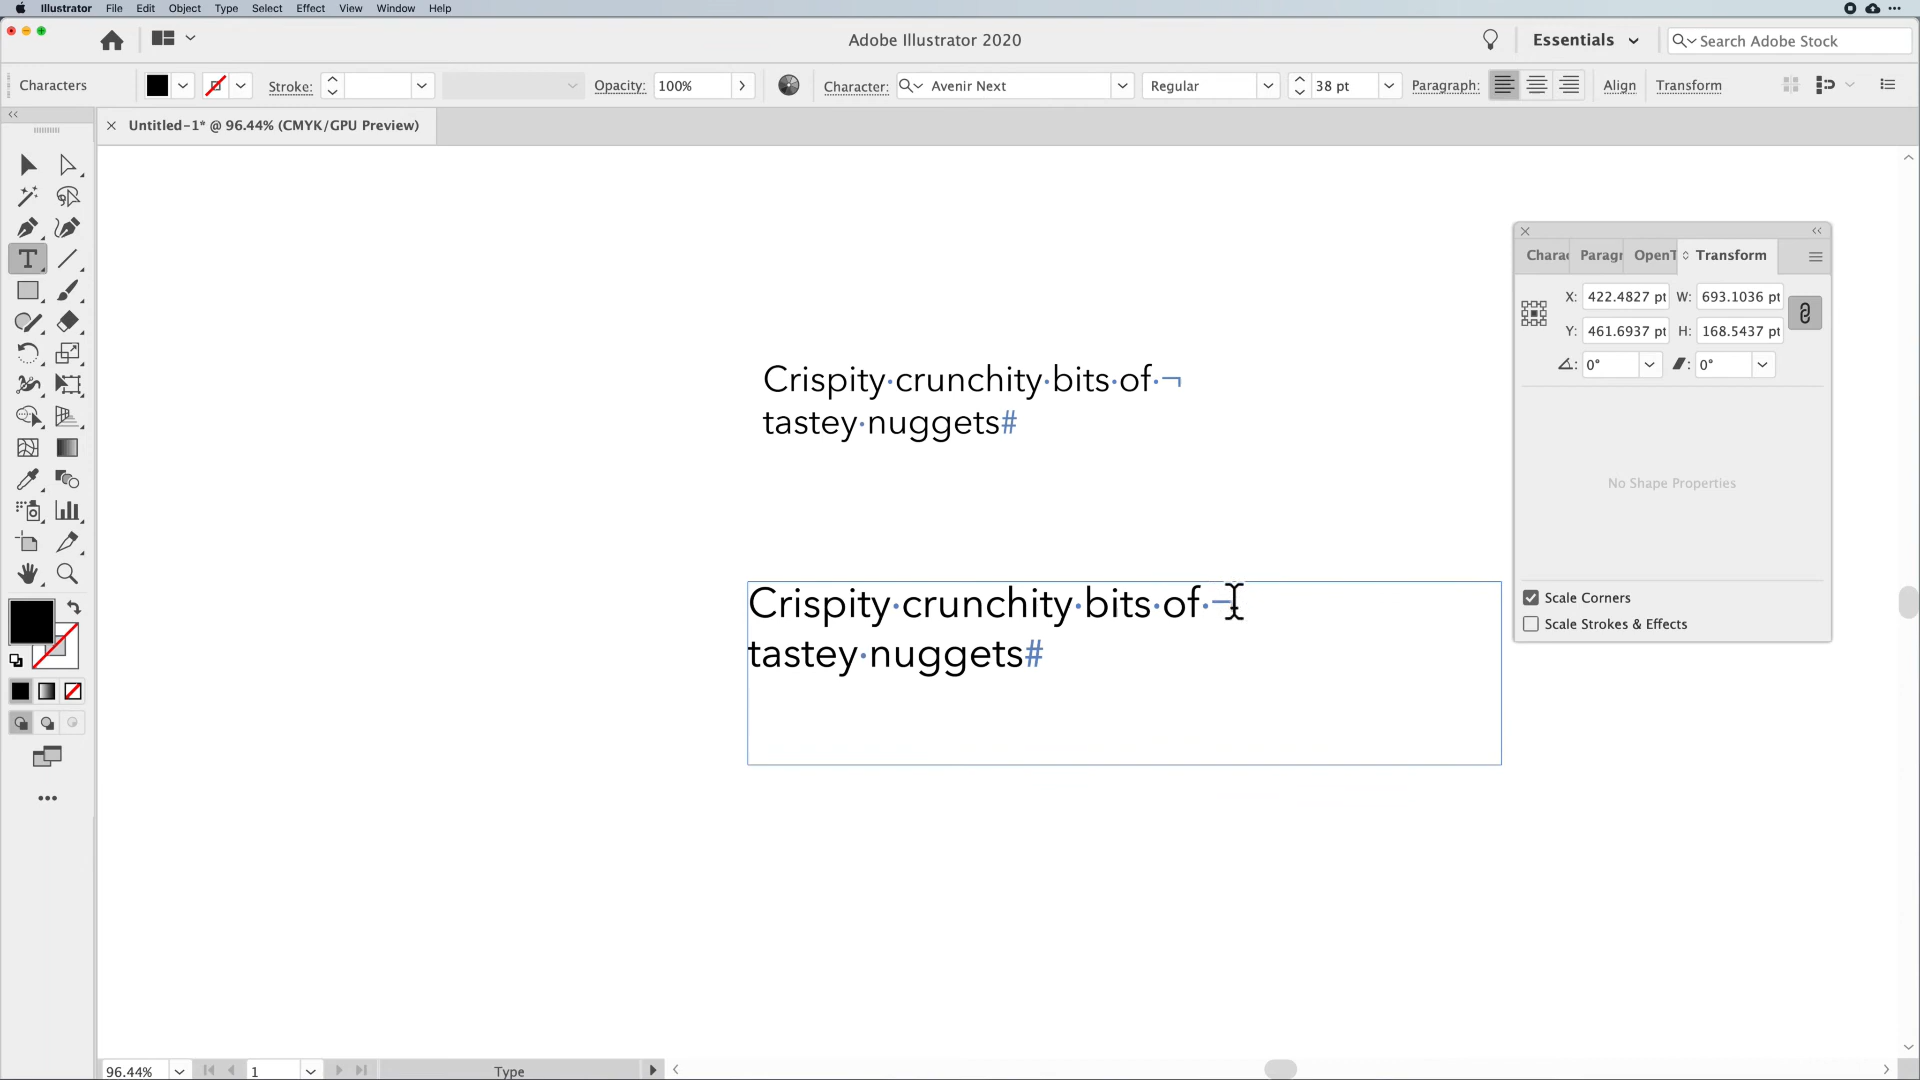 Illustrator File Edit Object Type Select Effect View Window Help
Adobe Illustrator 2020
Essentials
Search Adobe Stock
Characters
Stroke:
Opacity: 100%
Character: Avenir Next
Regular
38 pt
Paragraph:
Align
Transform
Untitled-1* @ 96.44% (CMYK/GPU Preview)
Crispity·crunchity·bits·of·¬
tastey·nuggets#
Crispity·crunchity·bits·of·¬
tastey·nuggets#
Charac Paragr OpenT Transform
X: 422.4827 pt W: 693.1036 pt
Y: 461.6937 pt H: 168.5437 pt
0° 0°
No Shape Properties
Scale Corners
Scale Strokes & Effects
96.44% 1 Type